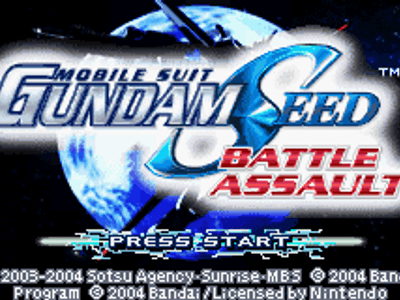 MOBILE SUIT
GUNDAM SEED ™
BATTLE
ASSAULT
PRESS START
2003-2004 Sotsu Agency·Sunrise·MBS © 2004 Ban
Program © 2004 Bandai/Licensed by Nintendo